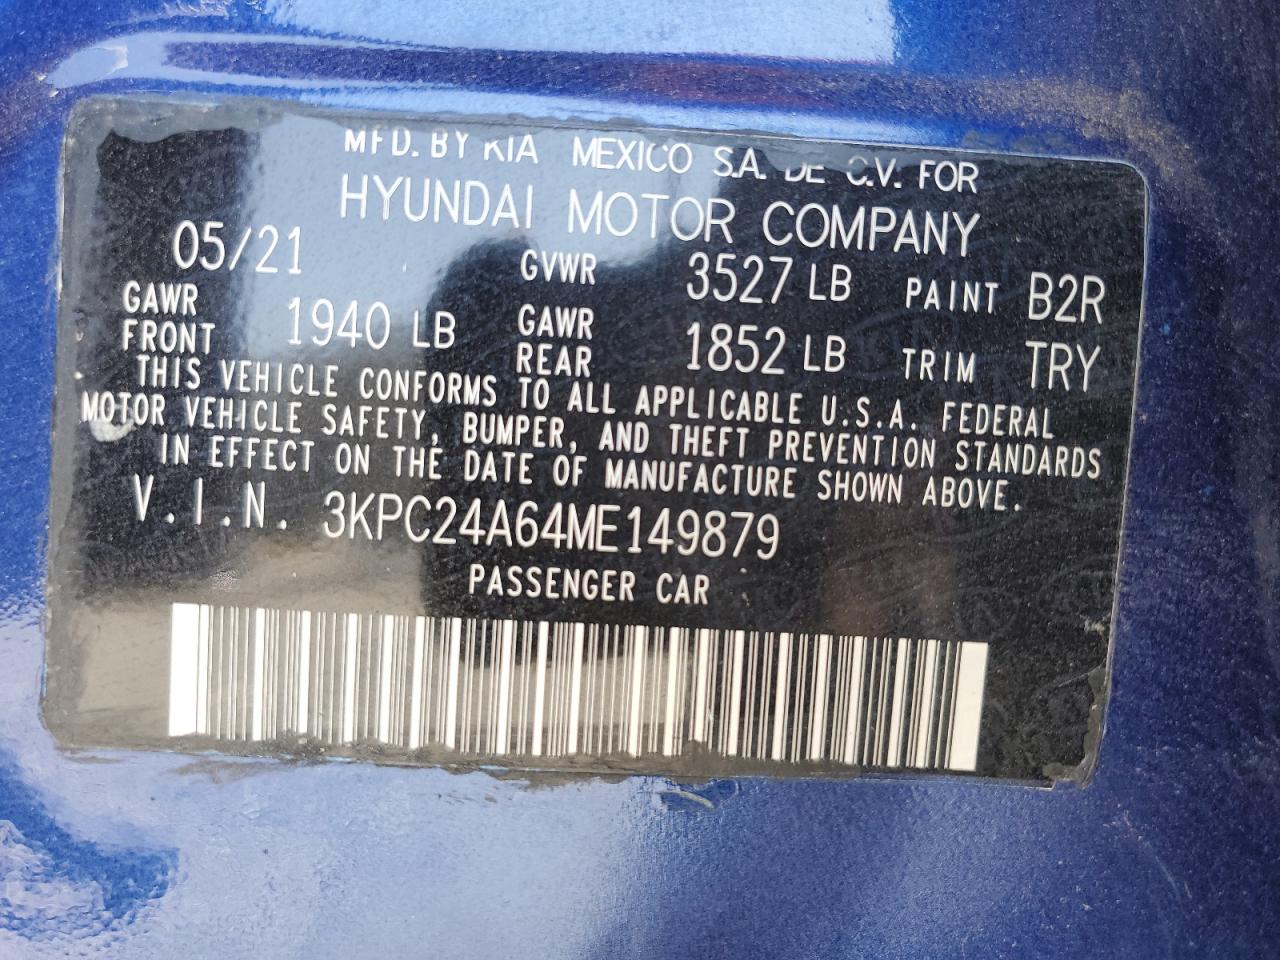 MFD. BY KIA MEXICO S.A. DE C.V. FOR
HYUNDAI MOTOR COMPANY
05/21 GVWR 3527 LB PAINT B2R
GAWR FRONT 1940 LB GAWR REAR 1852 LB TRIM TRY
THIS VEHICLE CONFORMS TO ALL APPLICABLE U.S.A. FEDERAL
MOTOR VEHICLE SAFETY, BUMPER, AND THEFT PREVENTION STANDARDS
IN EFFECT ON THE DATE OF MANUFACTURE SHOWN ABOVE.
V.I.N. 3KPC24A64ME149879
PASSENGER CAR